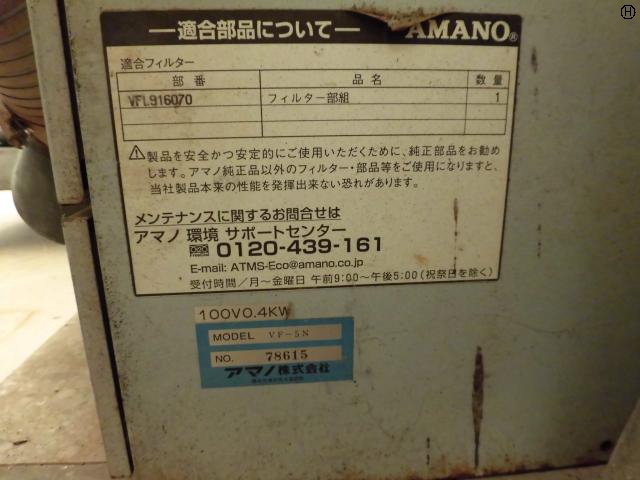 ―適合部品について― AMANO®
適合フィルター
部番 品名 数量
VFL916070 フィルター部組 1
⚠製品を安全かつ安定的にご使用いただくために、純正部品をお勧め
します。アマノ純正品以外のフィルター・部品等をご使用になりますと、
当社製品本来の性能を発揮出来ない恐れがあります。
メンテナンスに関するお問合せは
アマノ 環境 サポートセンター
0120-439-161
E-mail: ATMS-Eco@amano.co.jp
受付時間／月～金曜日 午前9:00～午後5:00（祝祭日を除く）
100V0.4KW
MODEL VF-5N
NO. 78615
アマノ株式会社
H